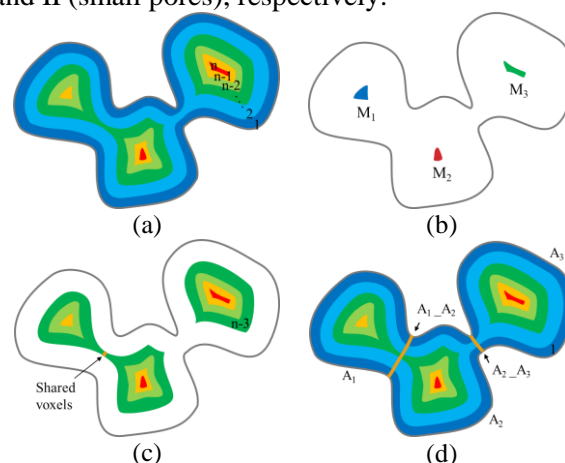 and II (small pores), respectively.
n
n-1
n-2
2
1
M1
M2
M3
(a)
(b)
n-3
Shared
voxels
A3
A1_A2
1
A2_A3
A1
A2
(c)
(d)